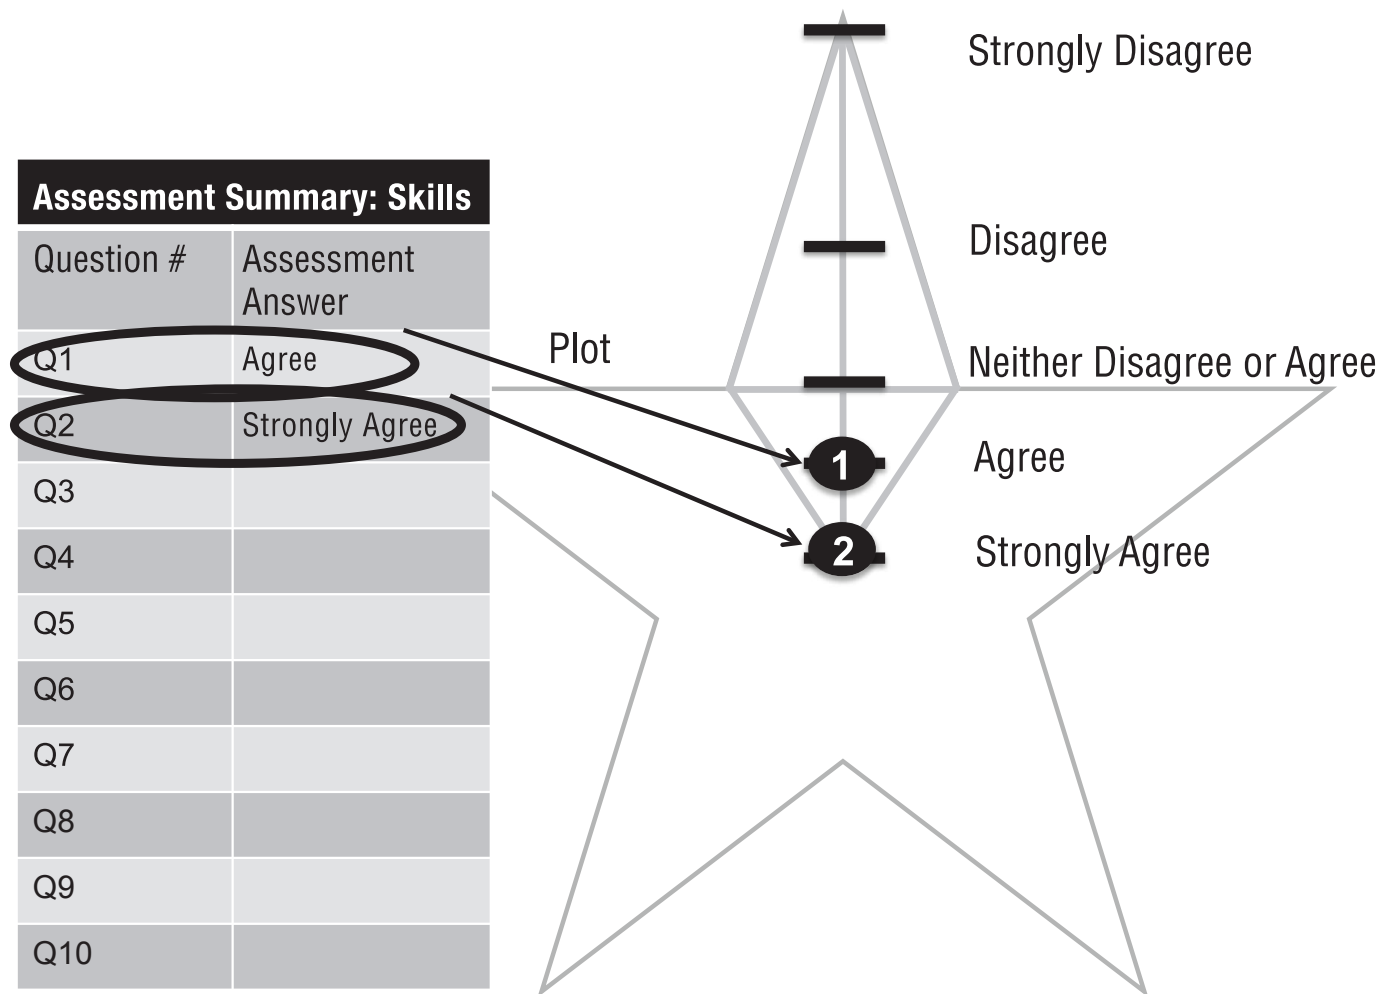 Assessment Summary: Skills
Question #
Assessment
Answer
Q1
Agree
Q2
Strongly Agree
Q3
Q4
Q5
Q6
Q7
Q8
Q9
Q10
Plot
Strongly Disagree
Disagree
Neither Disagree or Agree
1
Agree
2
Strongly Agree